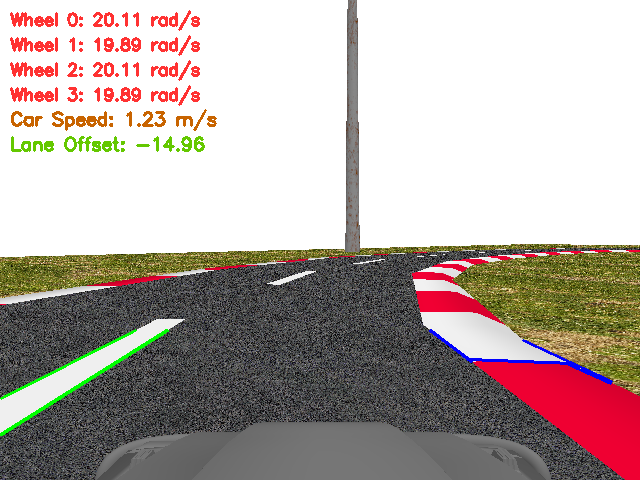 Wheel 0: 20.11 rad/s
Wheel 1: 19.89 rad/s
Wheel 2: 20.11 rad/s
Wheel 3: 19.89 rad/s
Car Speed: 1.23 m/s
Lane Offset: -14.96